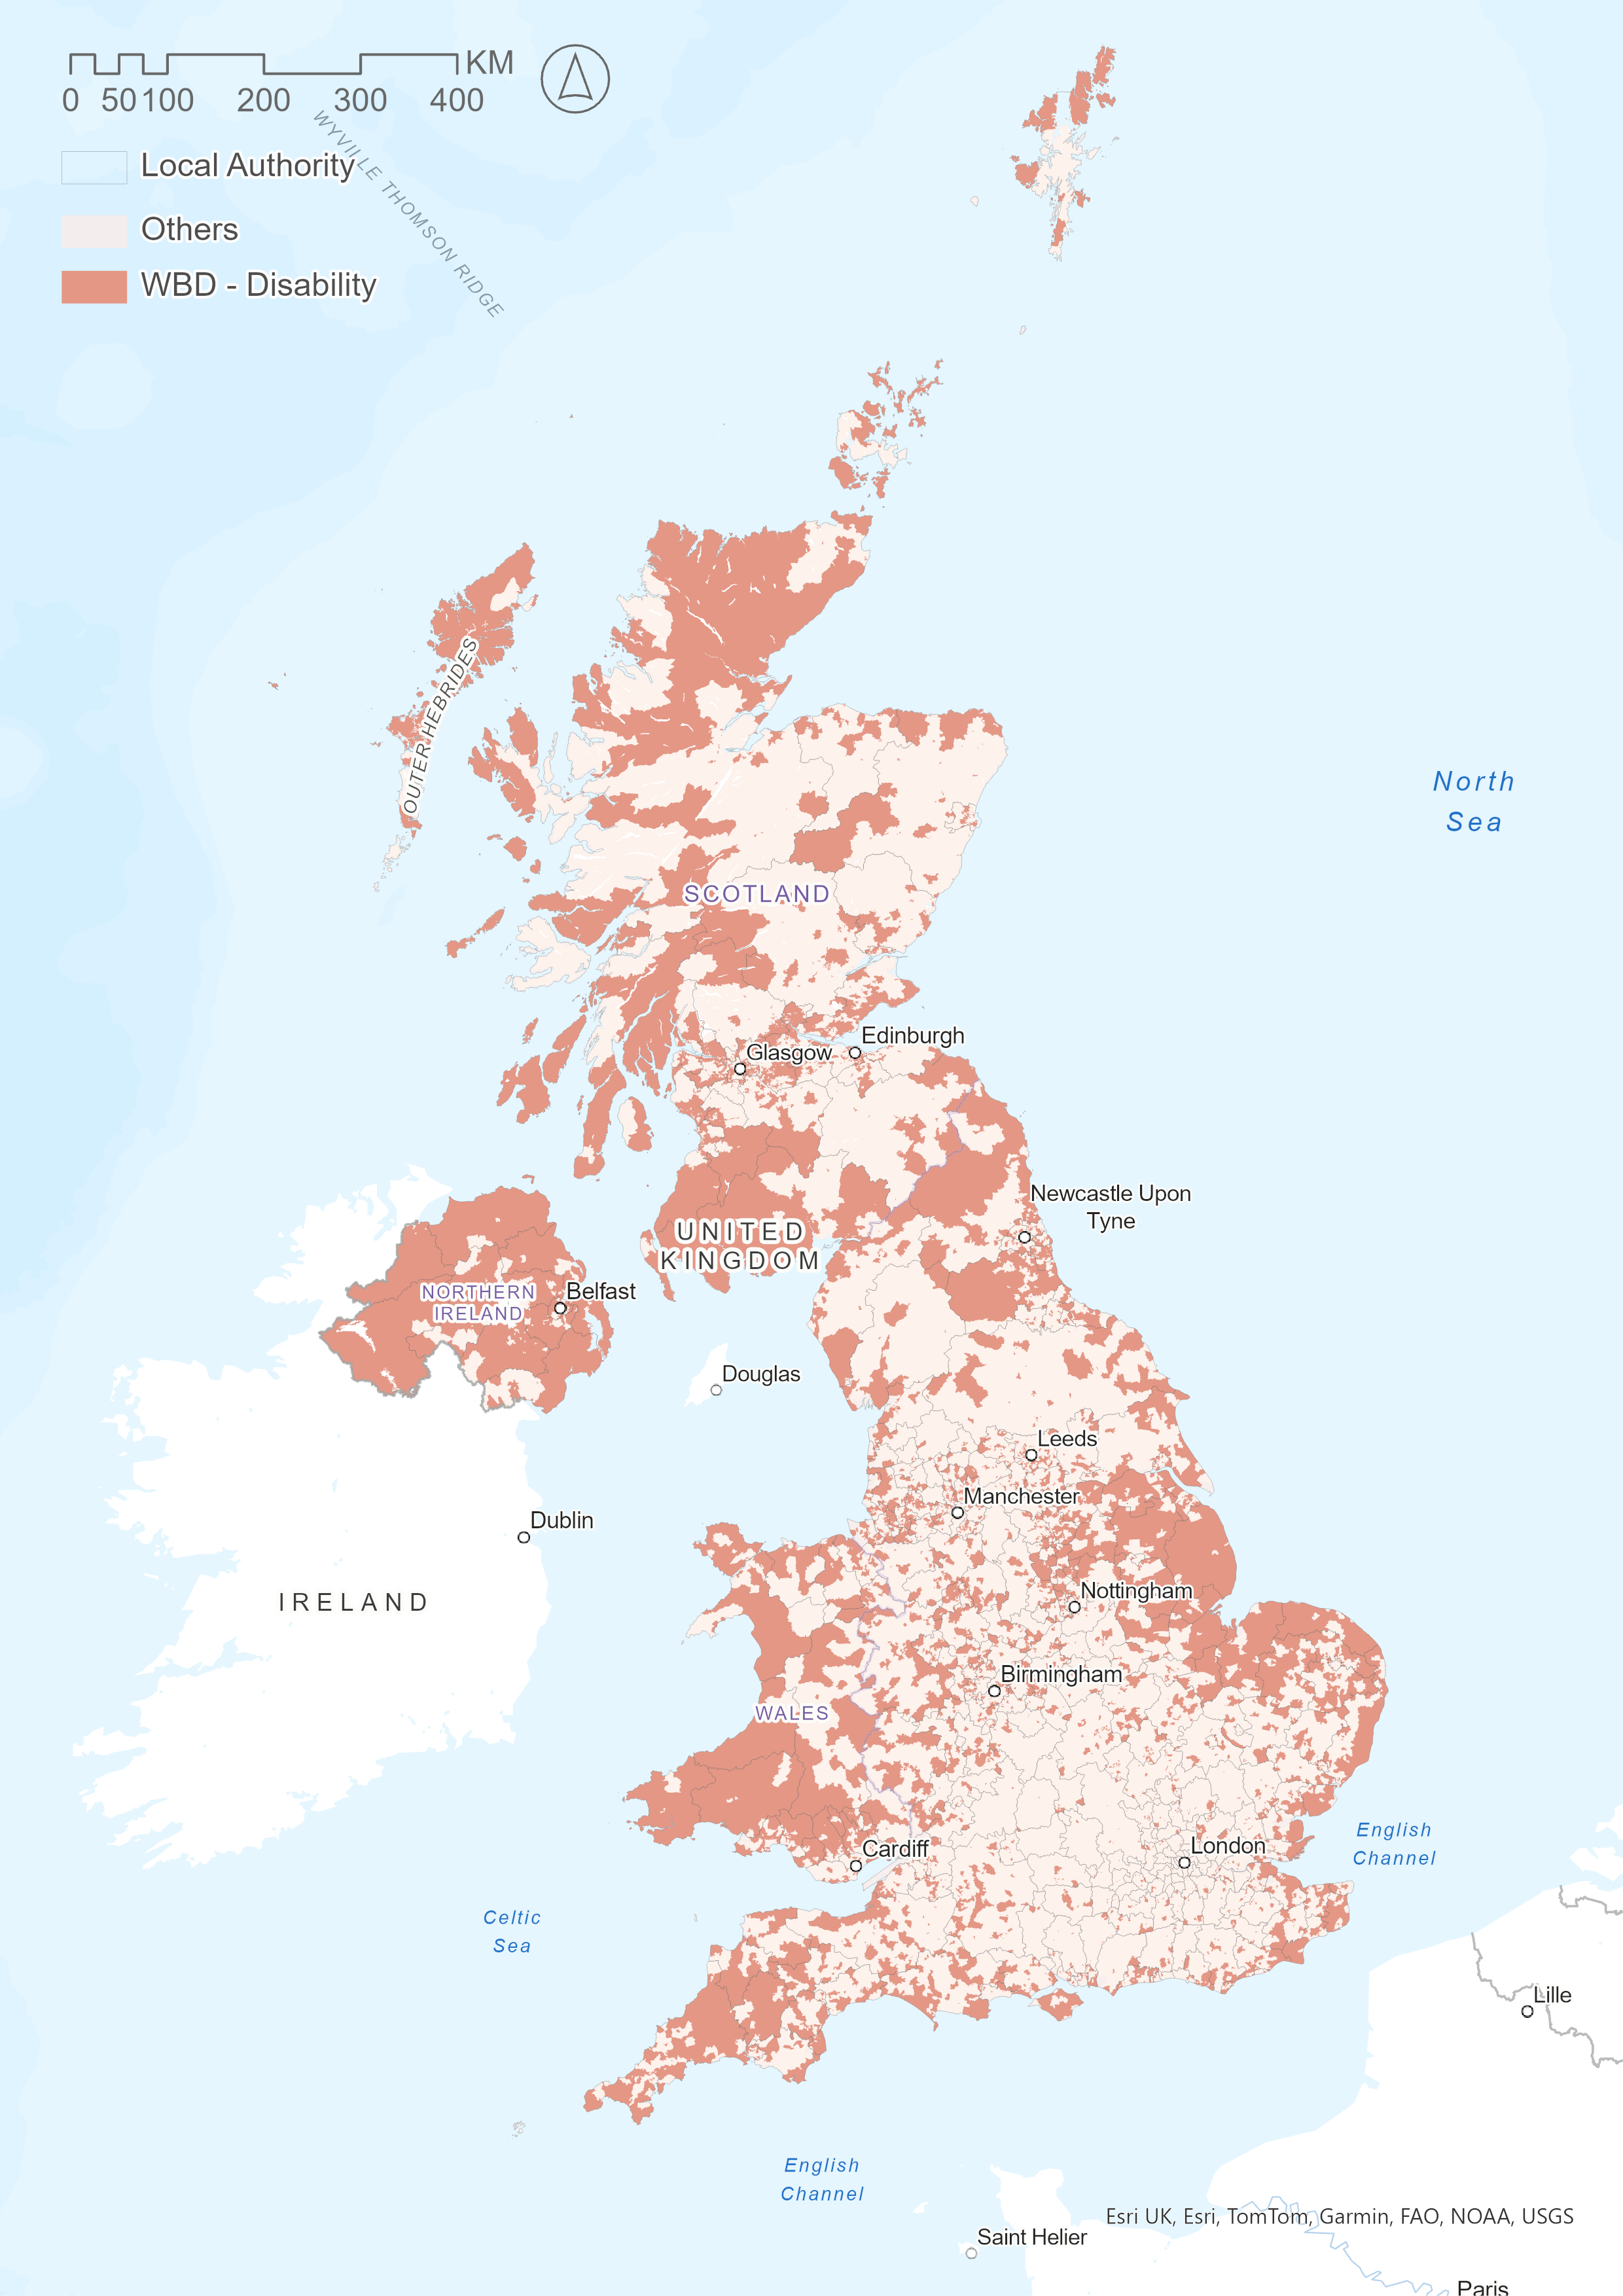 KM
0 50 100 200 300 400
Local Authority
Others
WBD - Disability
WYVILLE THOMSON RIDGE
OUTER HEBRIDES
North
Sea
SCOTLAND
Edinburgh
Glasgow
Newcastle Upon
Tyne
UNITED
KINGDOM
NORTHERN
IRELAND
Belfast
Douglas
Leeds
Manchester
Dublin
Nottingham
IRELAND
Birmingham
WALES
English
Channel
London
Cardiff
Celtic
Sea
Lille
English
Channel
Esri UK, Esri, TomTom, Garmin, FAO, NOAA, USGS
Saint Helier
Paris